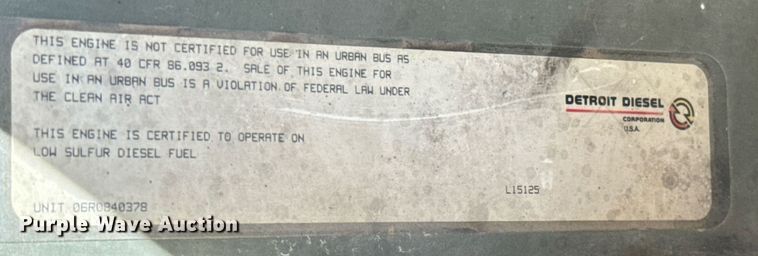 THIS ENGINE IS NOT CERTIFIED FOR USE IN AN URBAN BUS AS
DEFINED AT 40 CFR 86.093 2. SALE OF THIS ENGINE FOR
USE IN AN URBAN BUS IS A VIOLATION OF FEDERAL LAW UNDER
THE CLEAN AIR ACT
DETROIT DIESEL
CORPORATION
U.S.A.
THIS ENGINE IS CERTIFIED TO OPERATE ON
LOW SULFUR DIESEL FUEL
L15125
UNIT 06R0840378
Purple Wave Auction